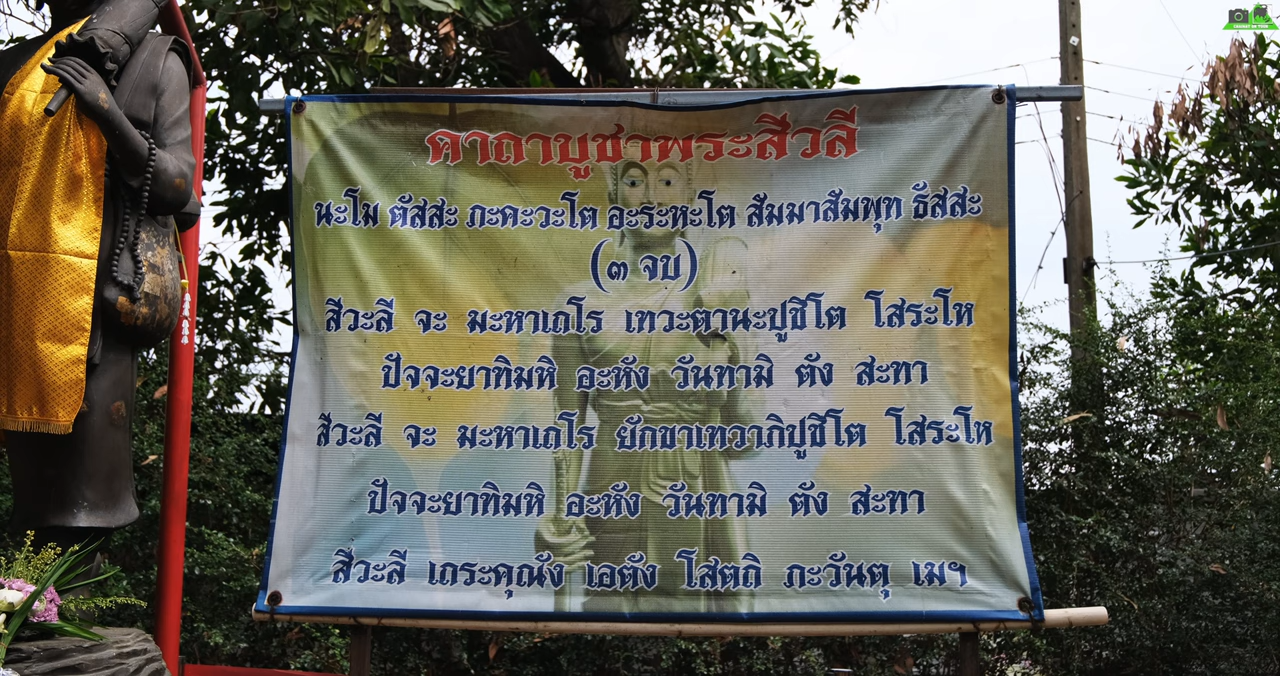 คาถาบูชาพระสีวลี
นะโม ตัสสะ ภะคะวะโต อะระหะโต สัมมาสัมพุท ธัสสะ
(๓ จบ)
สีวะลี จะ มะหาเถโร เทวะตานะปูชิโต โสระโห
ปัจจะยาทิมหิ อะหัง วันทามิ ตัง สะทา
สีวะลี จะ มะหาเถโร ยักขาเทวาภิปูชิโต โสระโห
ปัจจะยาทิมหิ อะหัง วันทามิ ตัง สะทา
สีวะลี เถระคุณัง เอตัง โสตถิ ภะวันตุ เมฯ